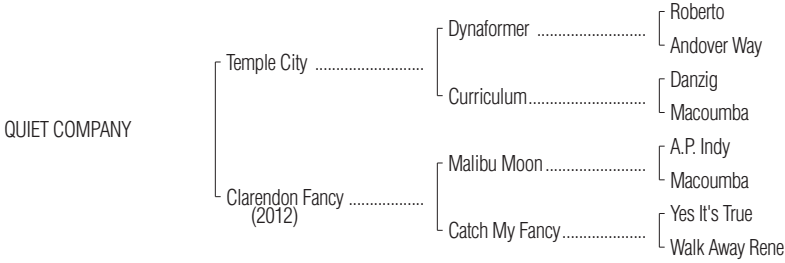 Roberto
Dynaformer ..........................
Andover Way
Temple City ..........................
Danzig
Curriculum............................
Macoumba
QUIET COMPANY
A.P. Indy
Malibu Moon ........................
Macoumba
Clarendon Fancy ..................
(2012)
Yes It's True
Catch My Fancy....................
Walk Away Rene